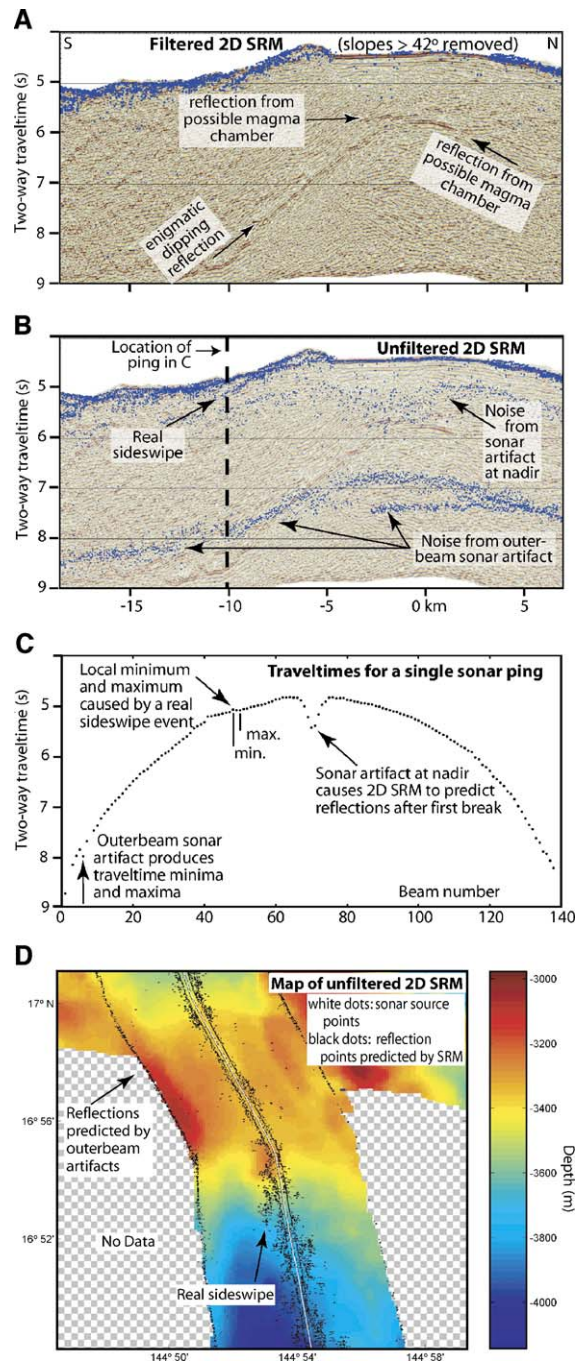 A
S
Filtered 2D SRM
(slopes > 42º removed)
N
Two-way traveltime (s)
5
6
7
8
9
reflection from
possible magma
chamber
reflection from
possible magma
chamber
enigmatic
dipping
reflection
B
Location of
ping in C
Unfiltered 2D SRM
Two-way traveltime (s)
5
6
7
8
9
Real
sideswipe
Noise
from
sonar
artifact
at nadir
Noise from outer-
beam sonar artifact
-15
-10
-5
0 km
5
C
Traveltimes for a single sonar ping
Two-way traveltime (s)
4
5
6
7
8
9
Local minimum
and maximum
caused by a real
sideswipe event
max.
min.
Sonar artifact at nadir
causes 2D SRM to predict
reflections after first break
Outerbeam sonar
artifact produces
traveltime minima
and maxima
Beam number
0
20
40
60
80
100
120
140
D
Map of unfiltered 2D SRM
white dots: sonar source
points
black dots: reflection
points predicted by SRM
17º N
16º 56'
16º 52'
Reflections
predicted by
outerbeam
artifacts
No Data
Real sideswipe
144º 50'
144º 54'
144º 58'
-3000
-3200
-3400
-3600
-3800
-4000
Depth (m)